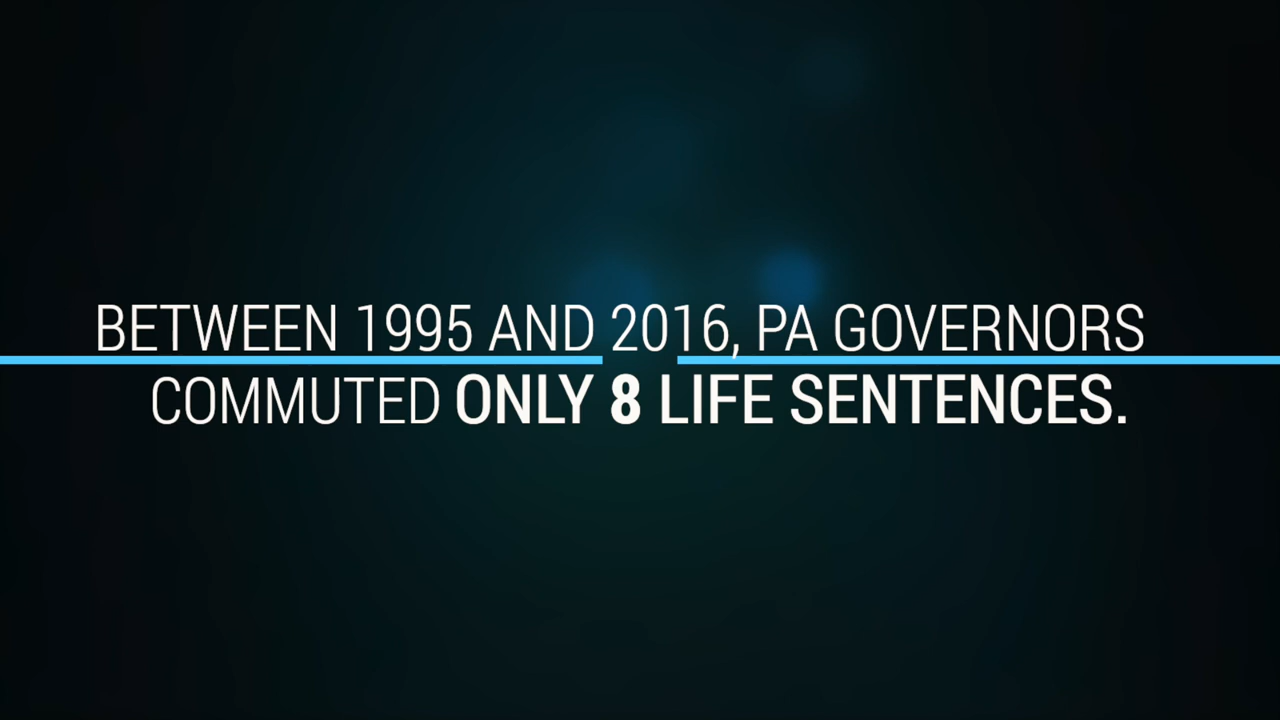 BETWEEN 1995 AND 2016, PA GOVERNORS
COMMUTED ONLY 8 LIFE SENTENCES.